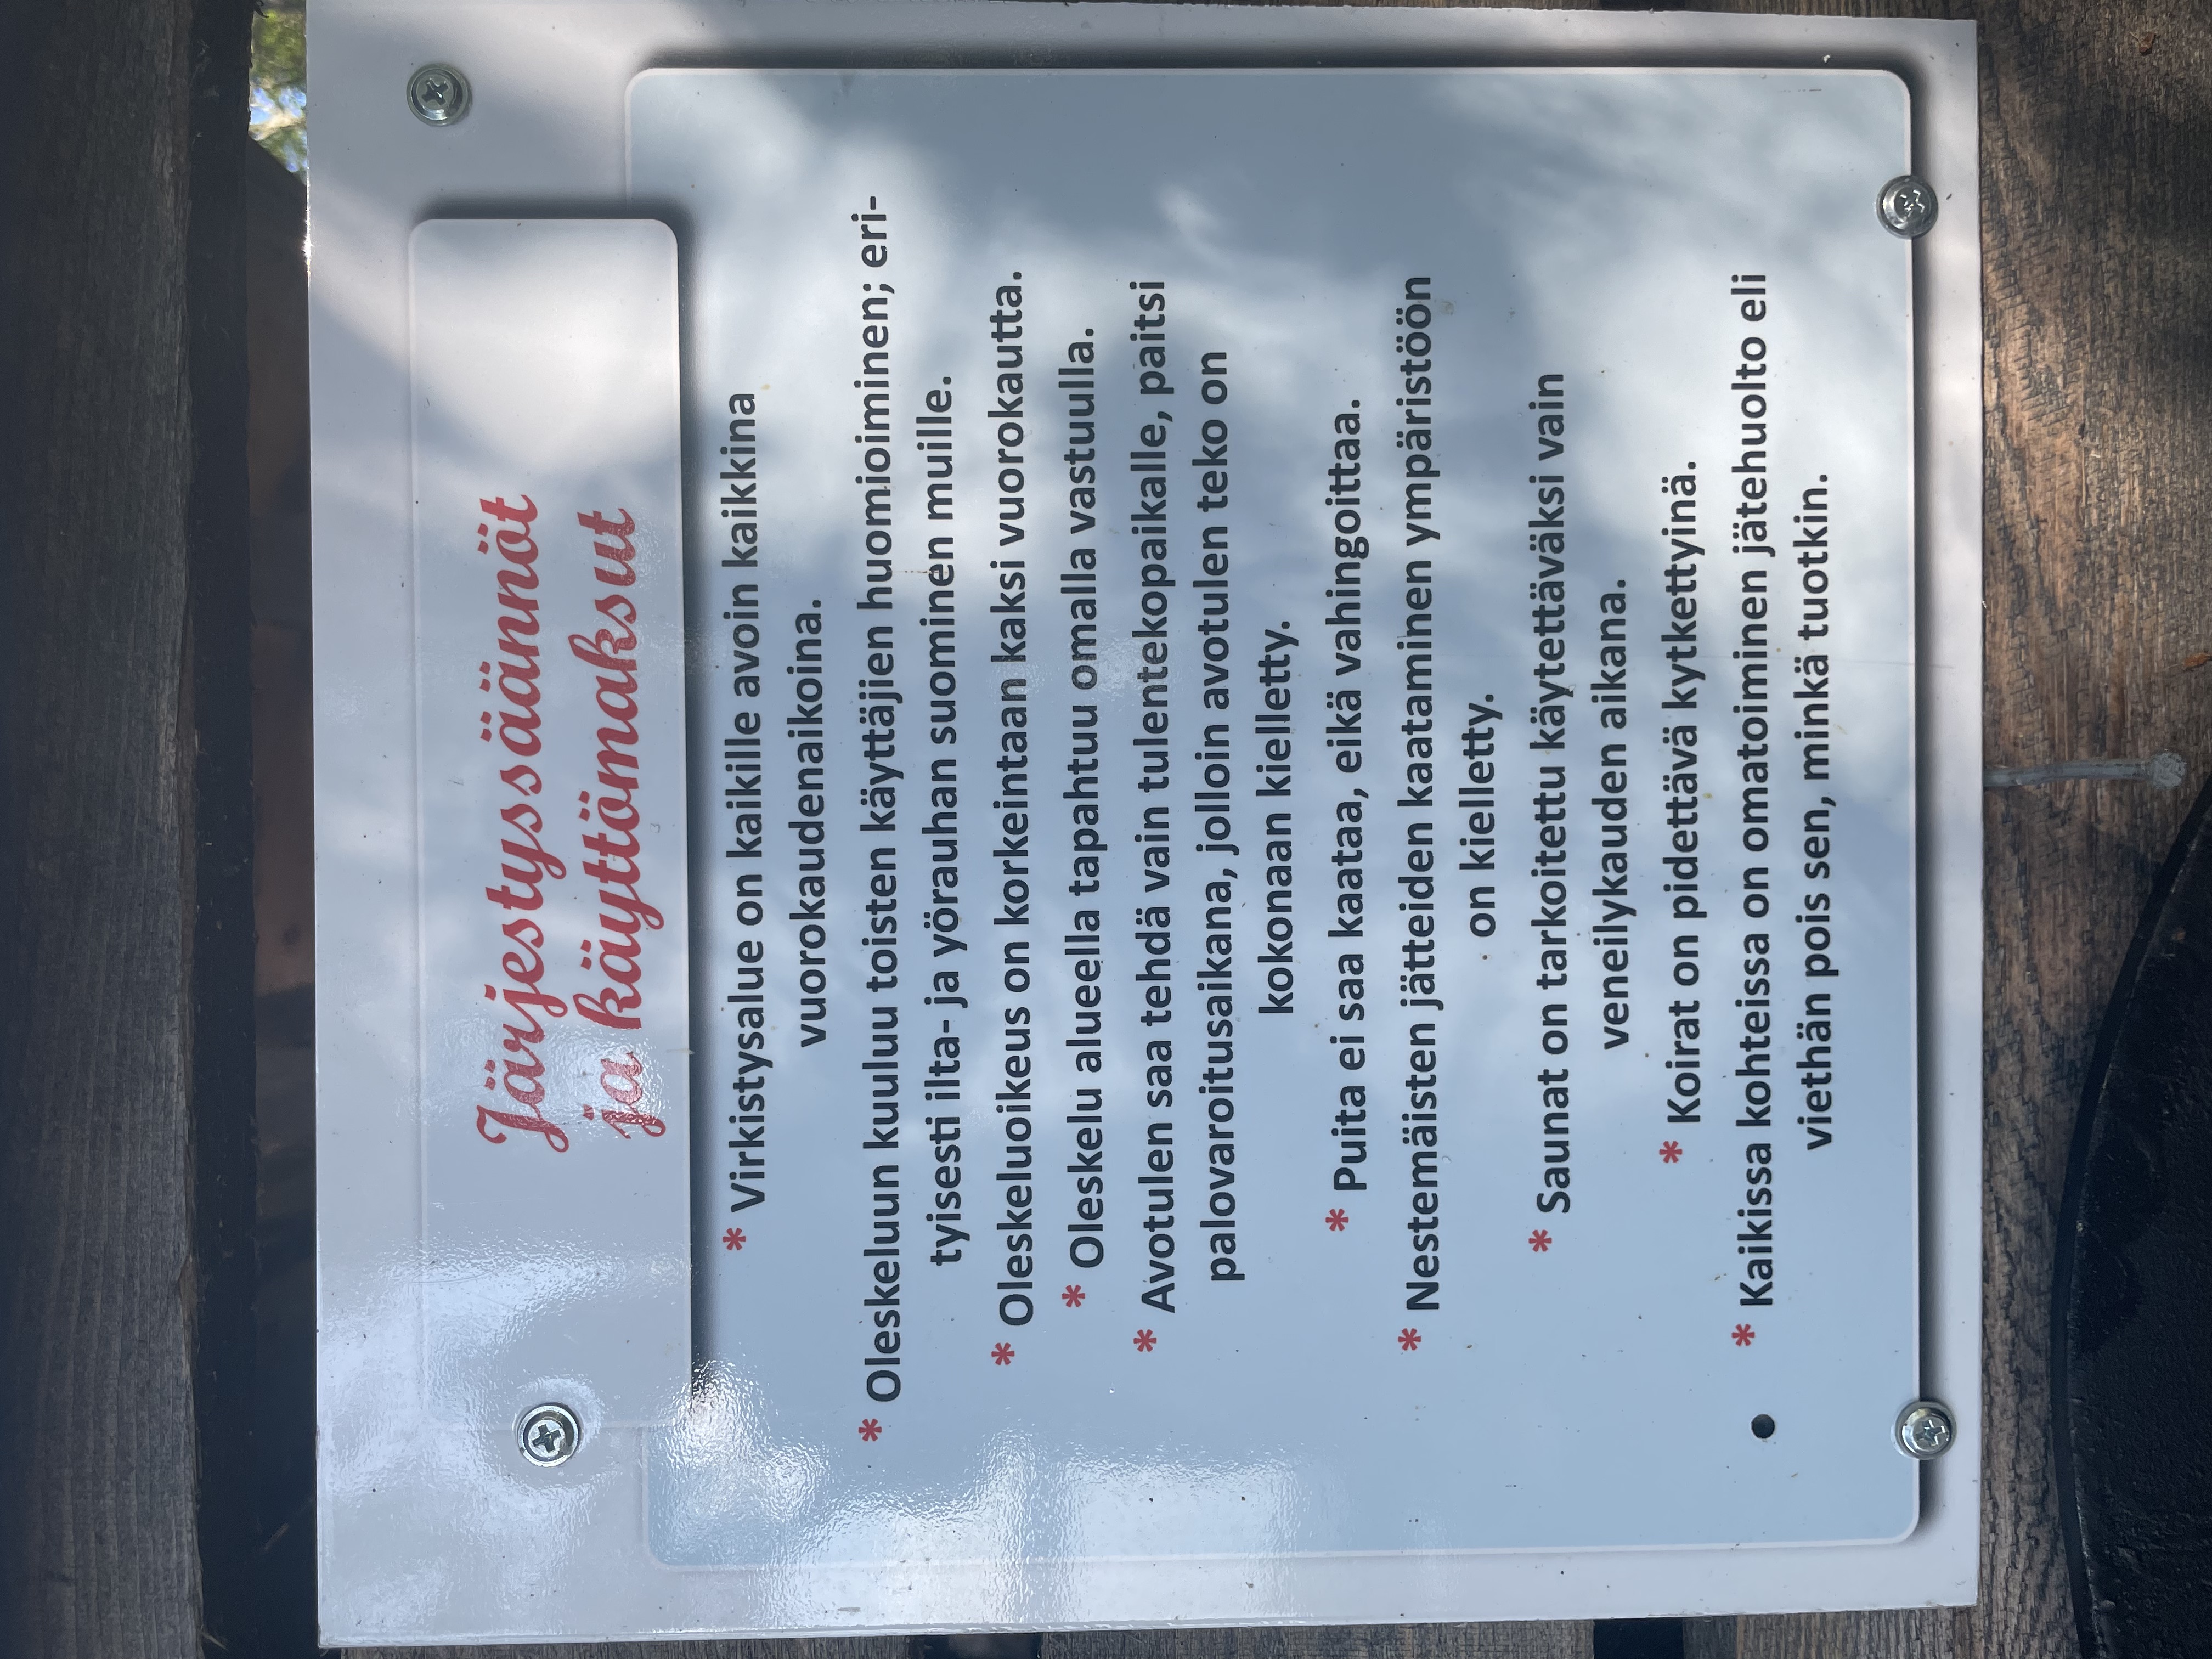 Järjestyssäännöt
ja käyttömaksut
* Virkistysalue on kaikille avoin kaikkina
vuorokaudenaikoina.
* Oleskeluun kuuluu toisten käyttäjien huomioiminen; eri-
tyisesti ilta- ja yörauhan suominen muille.
* Oleskeluoikeus on korkeintaan kaksi vuorokautta.
* Oleskelu alueella tapahtuu omalla vastuulla.
* Avotulen saa tehdä vain tulentekopaikalle, paitsi
palovaroitusaikana, jolloin avotulen teko on
kokonaan kielletty.
* Puita ei saa kaataa, eikä vahingoittaa.
* Nestemäisten jätteiden kaataminen ympäristöön
on kielletty.
* Saunat on tarkoitettu käytettäväksi vain
veneilykauden aikana.
* Koirat on pidettävä kytkettyinä.
* Kaikissa kohteissa on omatoiminen jätehuolto eli
viethän pois sen, minkä tuotkin.